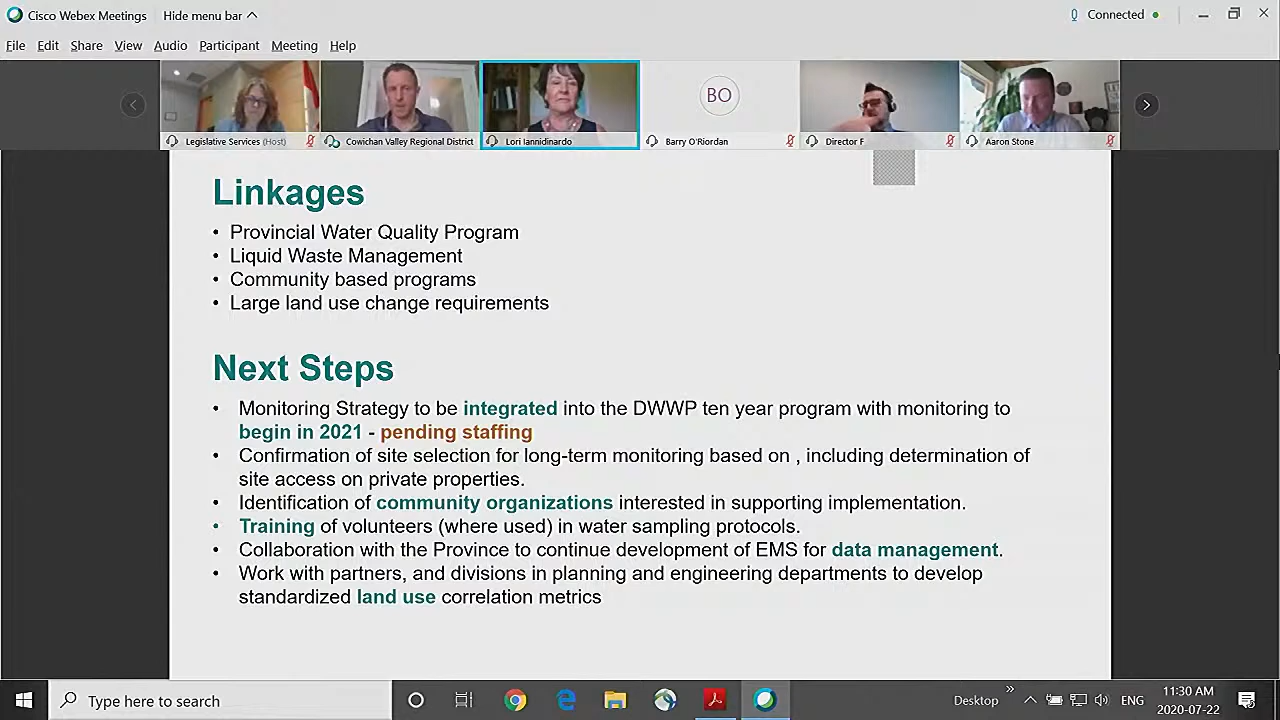 Cisco Webex Meetings Hide menu bar Connected
File Edit Share View Audio Participant Meeting Help
BO
Legislative Services (Host) Cowichan Valley Regional District Lori Iannidinardo Barry O'Riordan Director F Aaron Stone
Linkages
• Provincial Water Quality Program
• Liquid Waste Management
• Community based programs
• Large land use change requirements
Next Steps
• Monitoring Strategy to be integrated into the DWWP ten year program with monitoring to
begin in 2021 - pending staffing
• Confirmation of site selection for long-term monitoring based on , including determination of
site access on private properties.
• Identification of community organizations interested in supporting implementation.
• Training of volunteers (where used) in water sampling protocols.
• Collaboration with the Province to continue development of EMS for data management.
• Work with partners, and divisions in planning and engineering departments to develop
standardized land use correlation metrics
Type here to search Desktop » ENG 11:30 AM
2020-07-22